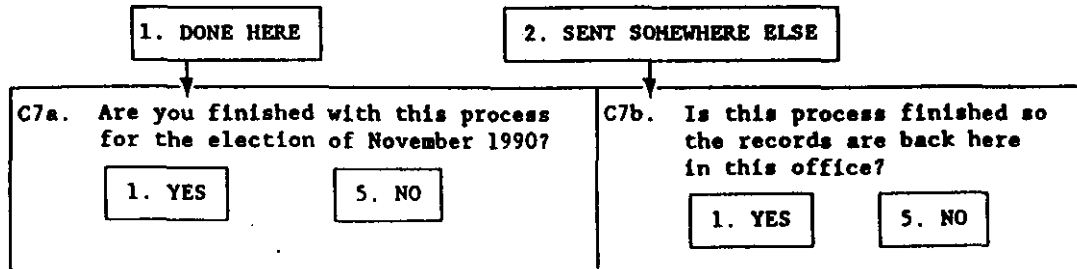 1. DONE HERE
2. SENT SOMEWHERE ELSE
C7a. Are you finished with this process
for the election of November 1990?
1. YES
5. NO
C7b. Is this process finished so
the records are back here
in this office?
1. YES
5. NO